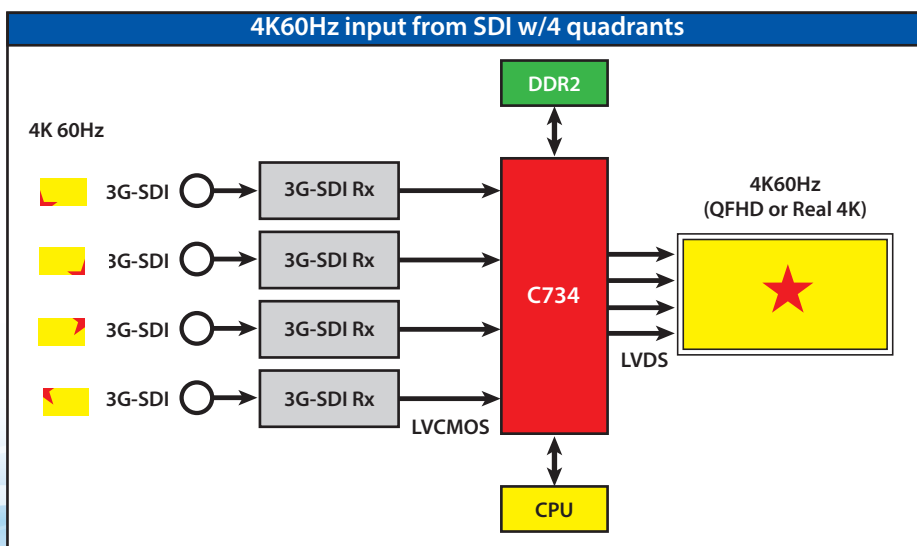 4K60Hz input from SDI w/4 quadrants
DDR2
4K 60Hz
3G-SDI
3G-SDI Rx
3G-SDI
3G-SDI Rx
3G-SDI
3G-SDI Rx
3G-SDI
3G-SDI Rx
LVCMOS
C734
LVDS
4K60Hz
(QFHD or Real 4K)
CPU